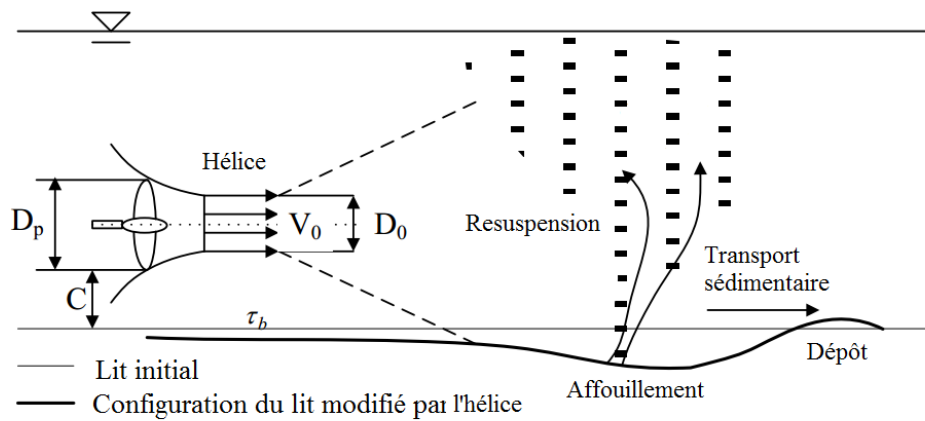 Hélice
D_p
V_0
D_0
Resuspension
Transport
sédimentaire
C
τ_b
Dépôt
Lit initial
Affouillement
Configuration du lit modifié par l'hélice